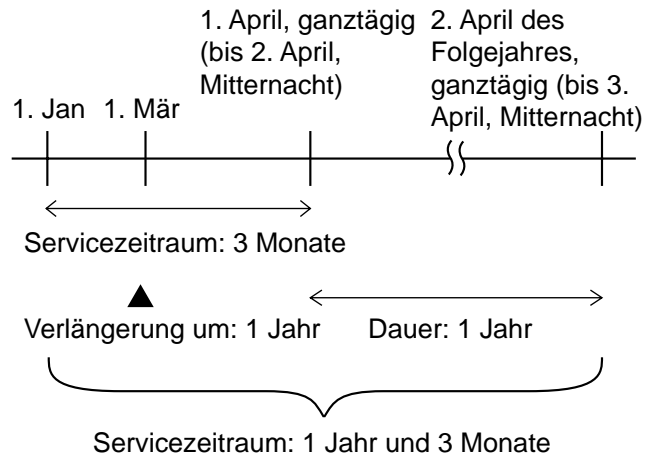 1. April, ganztägig
(bis 2. April,
Mitternacht)
2. April des
Folgejahres,
ganztägig (bis 3.
April, Mitternacht)
1. Jan
1. Mär
Servicezeitraum: 3 Monate
Verlängerung um: 1 Jahr
Dauer: 1 Jahr
Servicezeitraum: 1 Jahr und 3 Monate